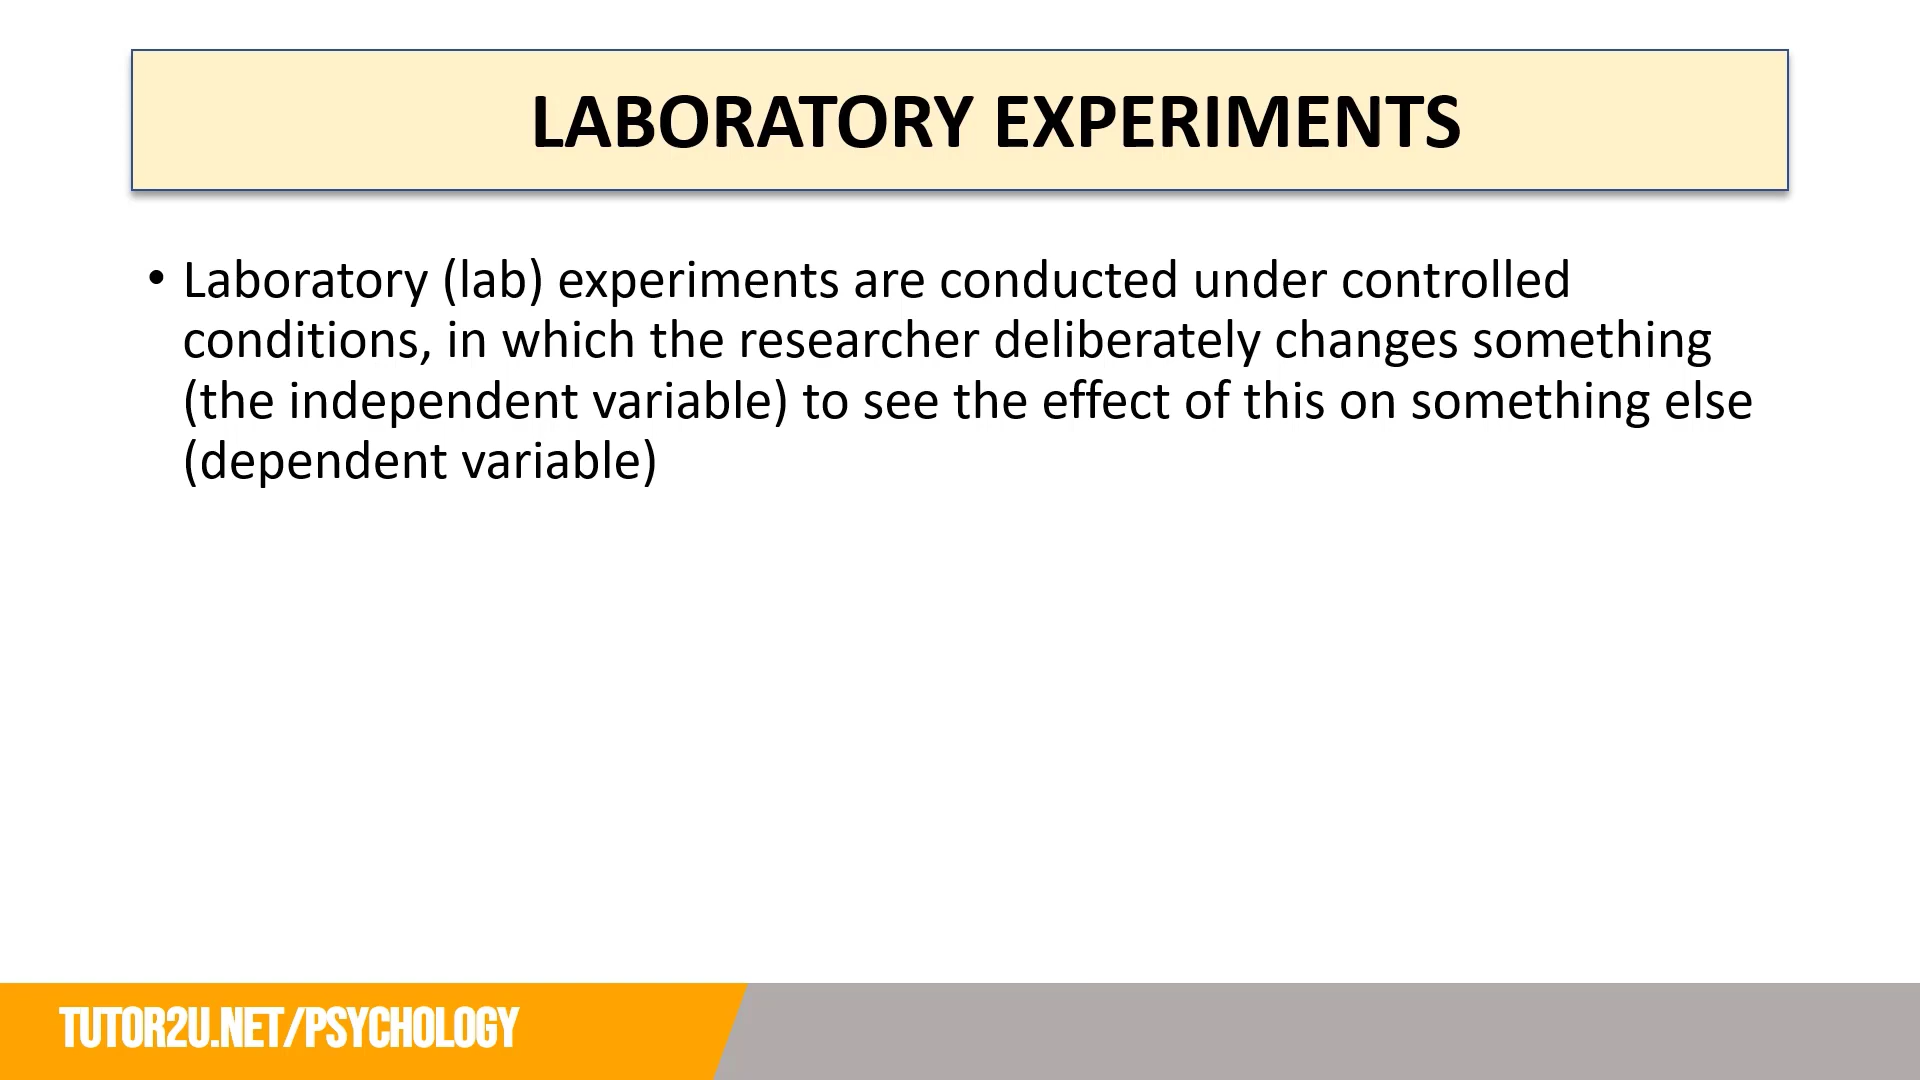 LABORATORY EXPERIMENTS
• Laboratory (lab) experiments are conducted under controlled
conditions, in which the researcher deliberately changes something
(the independent variable) to see the effect of this on something else
(dependent variable)
TUTOR2U.NET/PSYCHOLOGY